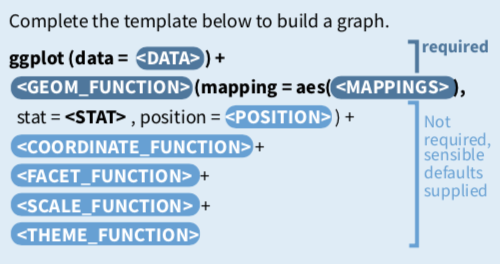 Complete the template below to build a graph.
required
ggplot (data = <DATA>) +
<GEOM_FUNCTION>(mapping = aes(<MAPPINGS>),
stat = <STAT> , position = <POSITION>) +
Not
required,
sensible
defaults
supplied
<COORDINATE_FUNCTION>+
<FACET_FUNCTION>+
<SCALE_FUNCTION>+
<THEME_FUNCTION>